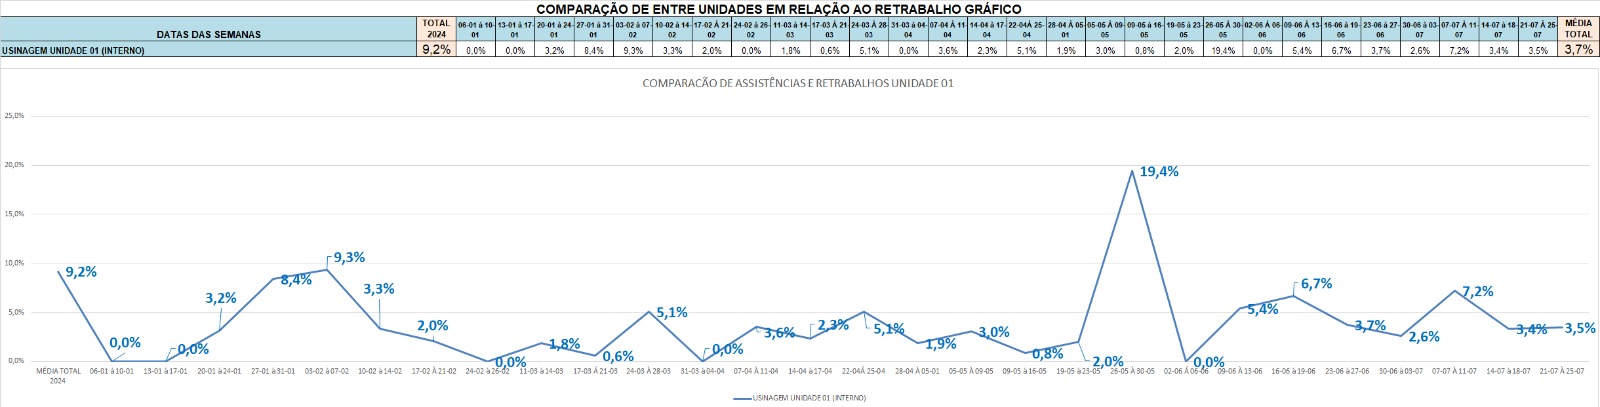 COMPARAÇÃO DE ENTRE UNIDADES EM RELAÇÃO AO RETRABALHO GRÁFICO
DATAS DAS SEMANAS TOTAL 2024 06-01 à 10-01 13-01 à 17-01 20-01 à 24-01 27-01 à 31-01 03-02 à 07-02 10-02 à 14-02 17-02 À 21-02 24-02 à 26-02 11-03 à 14-03 17-03 À 21-03 24-03 à 28-03 31-03 à 04-04 07-04 À 11-04 14-04 à 17-04 22-04À 25-04 28-04 À 05-01 05-05 À 09-05 09-05 à 16-05 19-05 à 23-05 26-05 À 30-05 02-06 À 06-06 09-06 À 13-06 16-06 À 19-06 23-06 à 27-06 30-06 à 03-07 07-07 À 11-07 14-07 à 18-07 21-07 À 25-07 MÉDIA TOTAL
USINAGEM UNIDADE 01 (INTERNO) 9,2% 0,0% 0,0% 3,2% 8,4% 9,3% 3,3% 2,0% 0,0% 1,8% 0,6% 5,1% 0,0% 3,6% 2,3% 5,1% 1,9% 3,0% 0,8% 2,0% 19,4% 0,0% 5,4% 6,7% 3,7% 2,6% 7,2% 3,4% 3,5% 3,7%
COMPARACÃO DE ASSISTÊNCIAS E RETRABALHOS UNIDADE 01
25,0%
20,0%
15,0%
10,0%
5,0%
0,0%
9,2% 0,0% 0,0% 3,2% 8,4% 9,3% 3,3% 2,0% 0,0% 1,8% 0,6% 5,1% 0,0% 3,6% 2,3% 5,1% 1,9% 3,0% 0,8% 2,0% 19,4% 0,0% 5,4% 6,7% 3,7% 2,6% 7,2% 3,4% 3,5%
MÉDIA TOTAL 2024 06-01 à 10-01 13-01 à 17-01 20-01 à 24-01 27-01 à 31-01 03-02 à 07-02 10-02 à 14-02 17-02 À 21-02 24-02 à 26-02 11-03 à 14-03 17-03 À 21-03 24-03 à 28-03 31-03 à 04-04 07-04 À 11-04 14-04 à 17-04 22-04À 25-04 28-04 À 05-01 05-05 À 09-05 09-05 à 16-05 19-05 à 23-05 26-05 À 30-05 02-06 À 06-06 09-06 À 13-06 16-06 À 19-06 23-06 à 27-06 30-06 à 03-07 07-07 À 11-07 14-07 à 18-07 21-07 À 25-07
USINAGEM UNIDADE 01 (INTERNO)